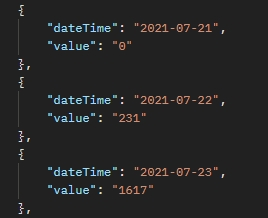 {
"dateTime": "2021-07-21",
"value": "0"
},
{
"dateTime": "2021-07-22",
"value": "231"
},
{
"dateTime": "2021-07-23",
"value": "1617"
},